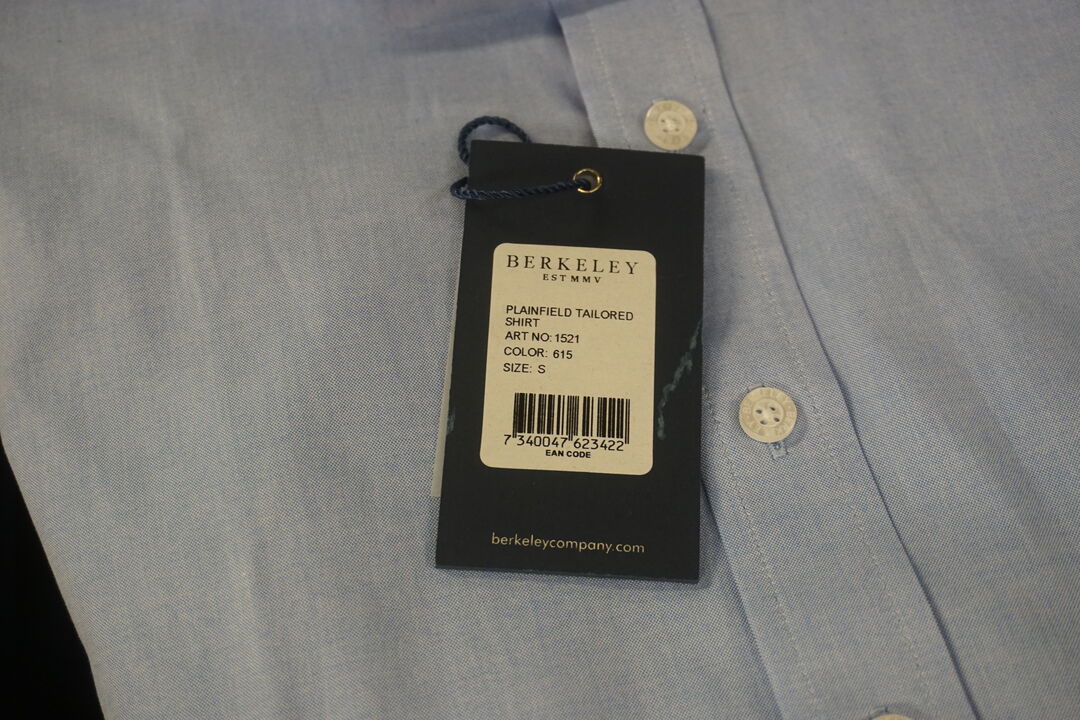 BERKELEY
EST MMV
PLAINFIELD TAILORED
SHIRT
ART NO: 1521
COLOR: 615
SIZE: S
7 340047 623422
EAN CODE
berkeleycompany.com